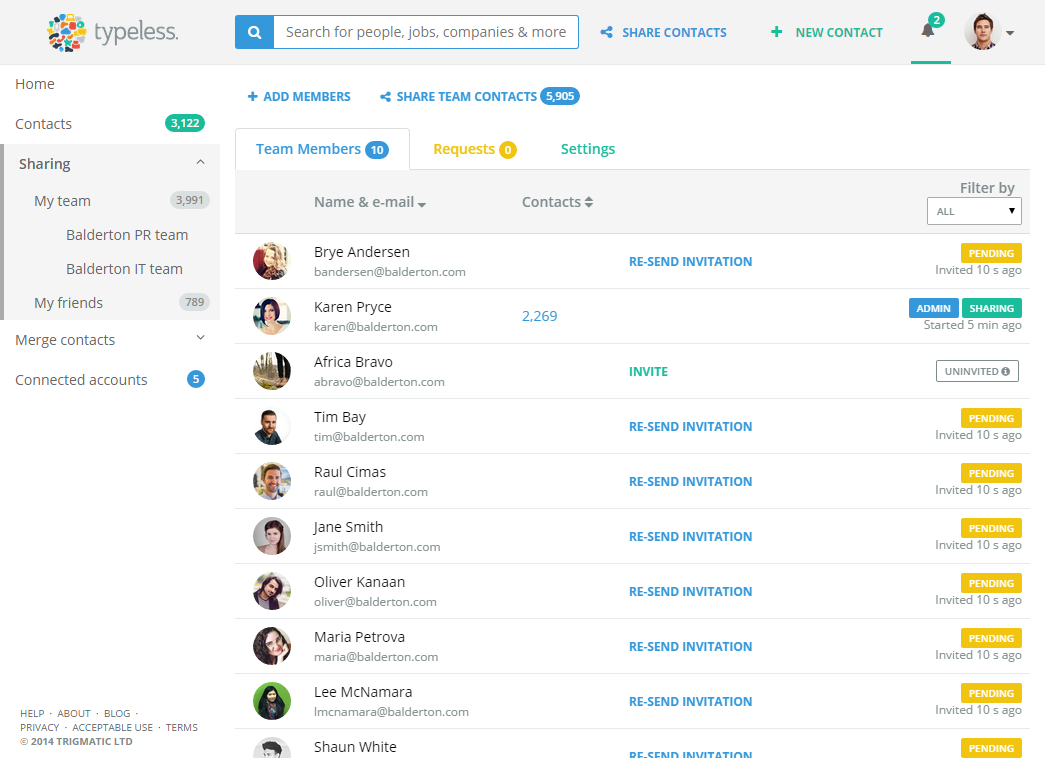 typeless.
Search for people, jobs, companies & more
SHARE CONTACTS
NEW CONTACT
2
Home
Contacts 3,122
Sharing
My team 3,991
Balderton PR team
Balderton IT team
My friends 789
Merge contacts
Connected accounts 5
HELP · ABOUT · BLOG ·
PRIVACY · ACCEPTABLE USE · TERMS
© 2014 TRIGMATIC LTD
ADD MEMBERS
SHARE TEAM CONTACTS 5,905
Team Members 10
Requests 0
Settings
Name & e-mail
Contacts
Filter by
ALL
Brye Andersen
bandersen@balderton.com
RE-SEND INVITATION
PENDING
Invited 10 s ago
Karen Pryce
karen@balderton.com
2,269
ADMIN SHARING
Started 5 min ago
Africa Bravo
abravo@balderton.com
INVITE
UNINVITED
Tim Bay
tim@balderton.com
RE-SEND INVITATION
PENDING
Invited 10 s ago
Raul Cimas
raul@balderton.com
RE-SEND INVITATION
PENDING
Invited 10 s ago
Jane Smith
jsmith@balderton.com
RE-SEND INVITATION
PENDING
Invited 10 s ago
Oliver Kanaan
oliver@balderton.com
RE-SEND INVITATION
PENDING
Invited 10 s ago
Maria Petrova
maria@balderton.com
RE-SEND INVITATION
PENDING
Invited 10 s ago
Lee McNamara
lmcnamara@balderton.com
RE-SEND INVITATION
PENDING
Invited 10 s ago
Shaun White
RE-SEND INVITATION
PENDING